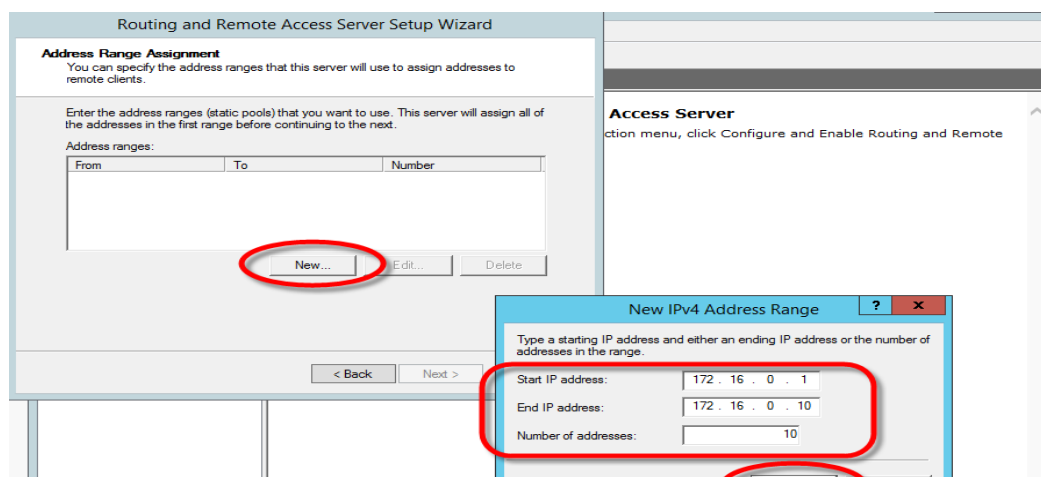 Routing and Remote Access Server Setup Wizard
Address Range Assignment
You can specify the address ranges that this server will use to assign addresses to
remote clients.
Enter the address ranges (static pools) that you want to use. This server will assign all of
the addresses in the first range before continuing to the next.
Address ranges:
From To Number
New... Edit... Delete
< Back Next >
Access Server
ction menu, click Configure and Enable Routing and Remote
New IPv4 Address Range ? x
Type a starting IP address and either an ending IP address or the number of
addresses in the range.
Start IP address: 172 . 16 . 0 . 1
End IP address: 172 . 16 . 0 . 10
Number of addresses: 10